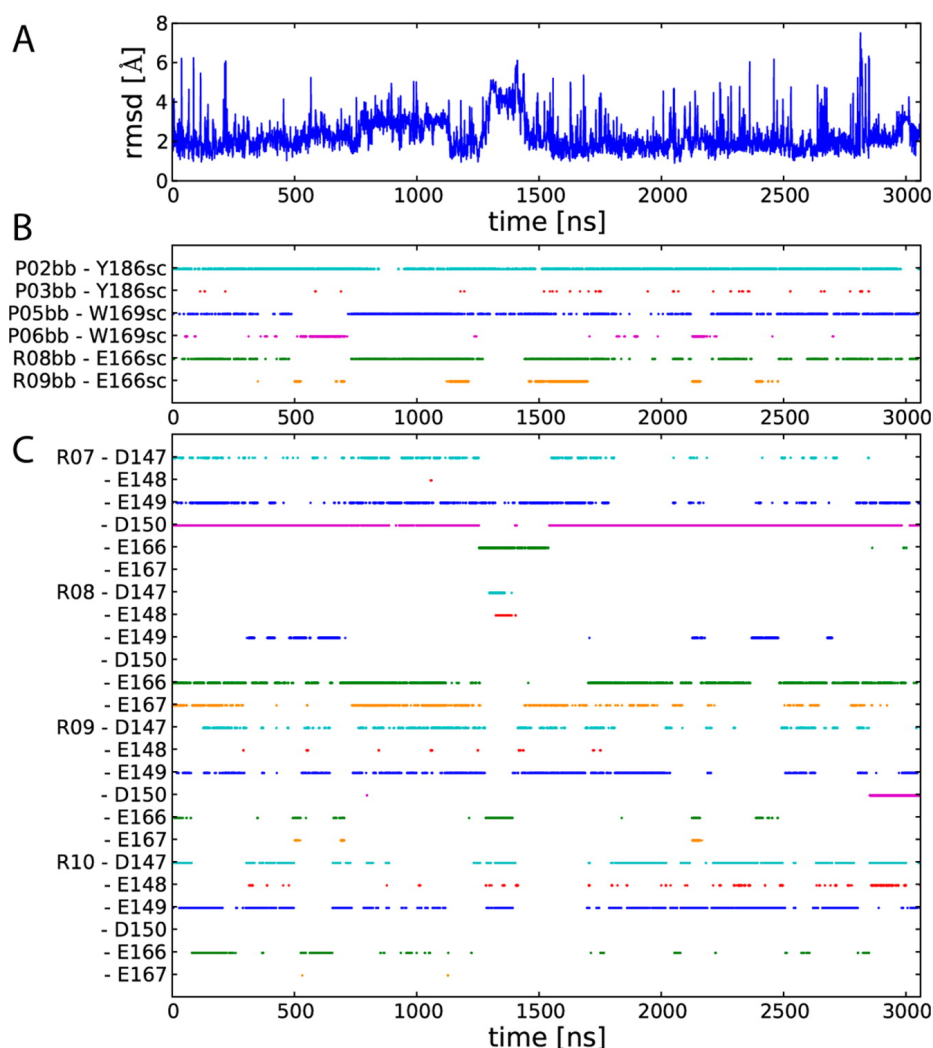 A
rmsd [Å]
8
6
4
2
0
0 500 1000 1500 2000 2500 3000
time [ns]
B
P02bb - Y186sc
P03bb - Y186sc
P05bb - W169sc
P06bb - W169sc
R08bb - E166sc
R09bb - E166sc
0 500 1000 1500 2000 2500 3000
C
R07 - D147
- E148
- E149
- D150
- E166
- E167
R08 - D147
- E148
- E149
- D150
- E166
- E167
R09 - D147
- E148
- E149
- D150
- E166
- E167
R10 - D147
- E148
- E149
- D150
- E166
- E167
0 500 1000 1500 2000 2500 3000
time [ns]